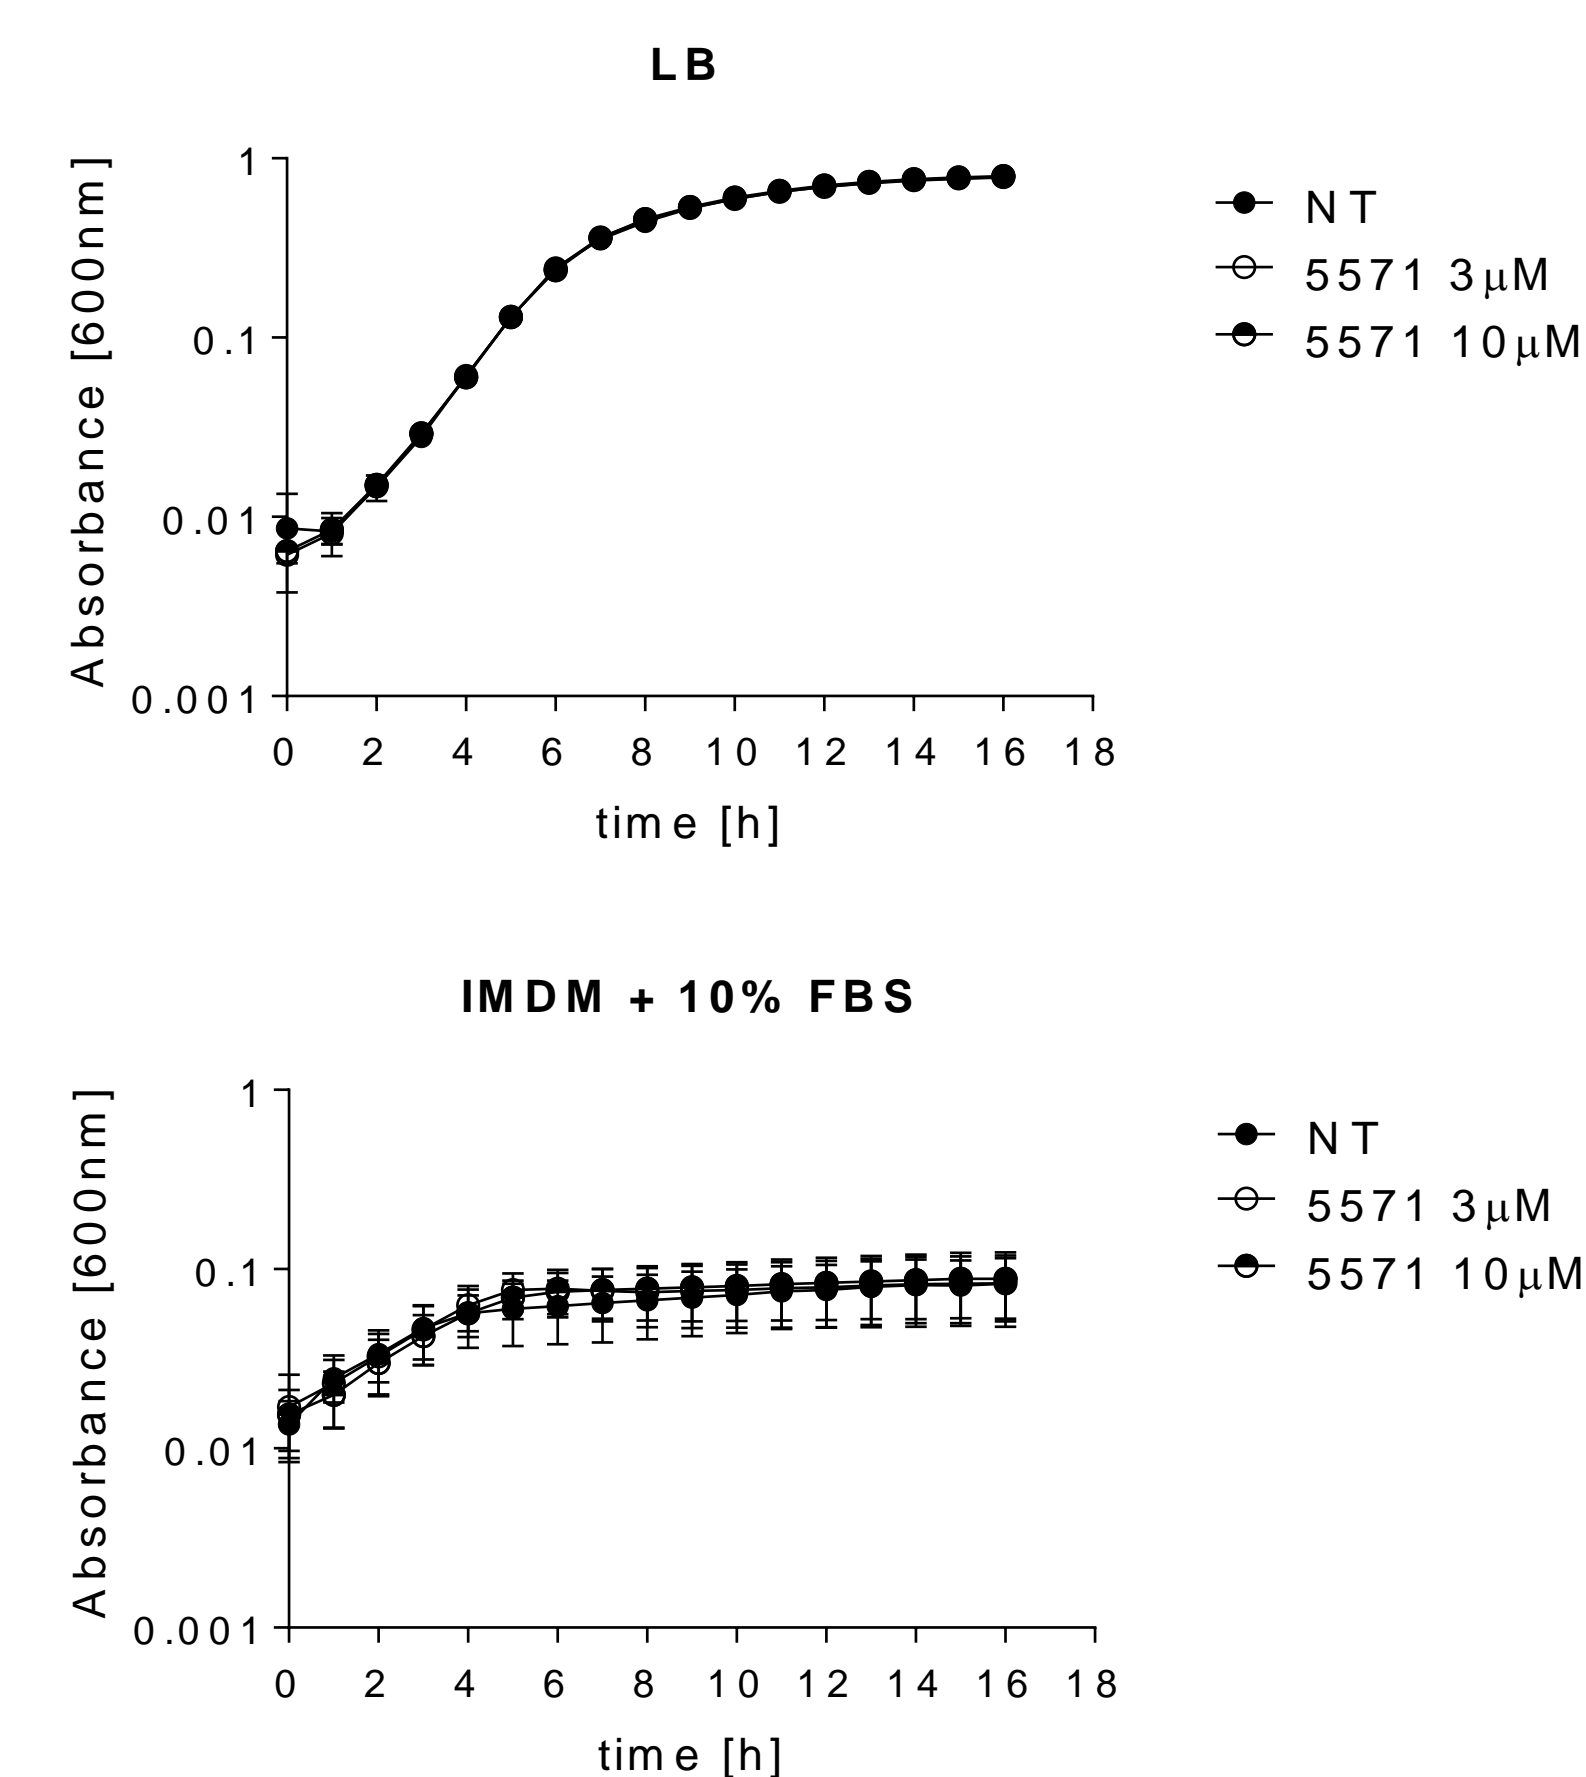 LB
Absorbance [600nm]
1
0.1
0.01
0.001
0 2 4 6 8 10 12 14 16 18
time [h]
NT
5571 3μM
5571 10μM
IMDM + 10% FBS
Absorbance [600nm]
1
0.1
0.01
0.001
0 2 4 6 8 10 12 14 16 18
time [h]
NT
5571 3μM
5571 10μM